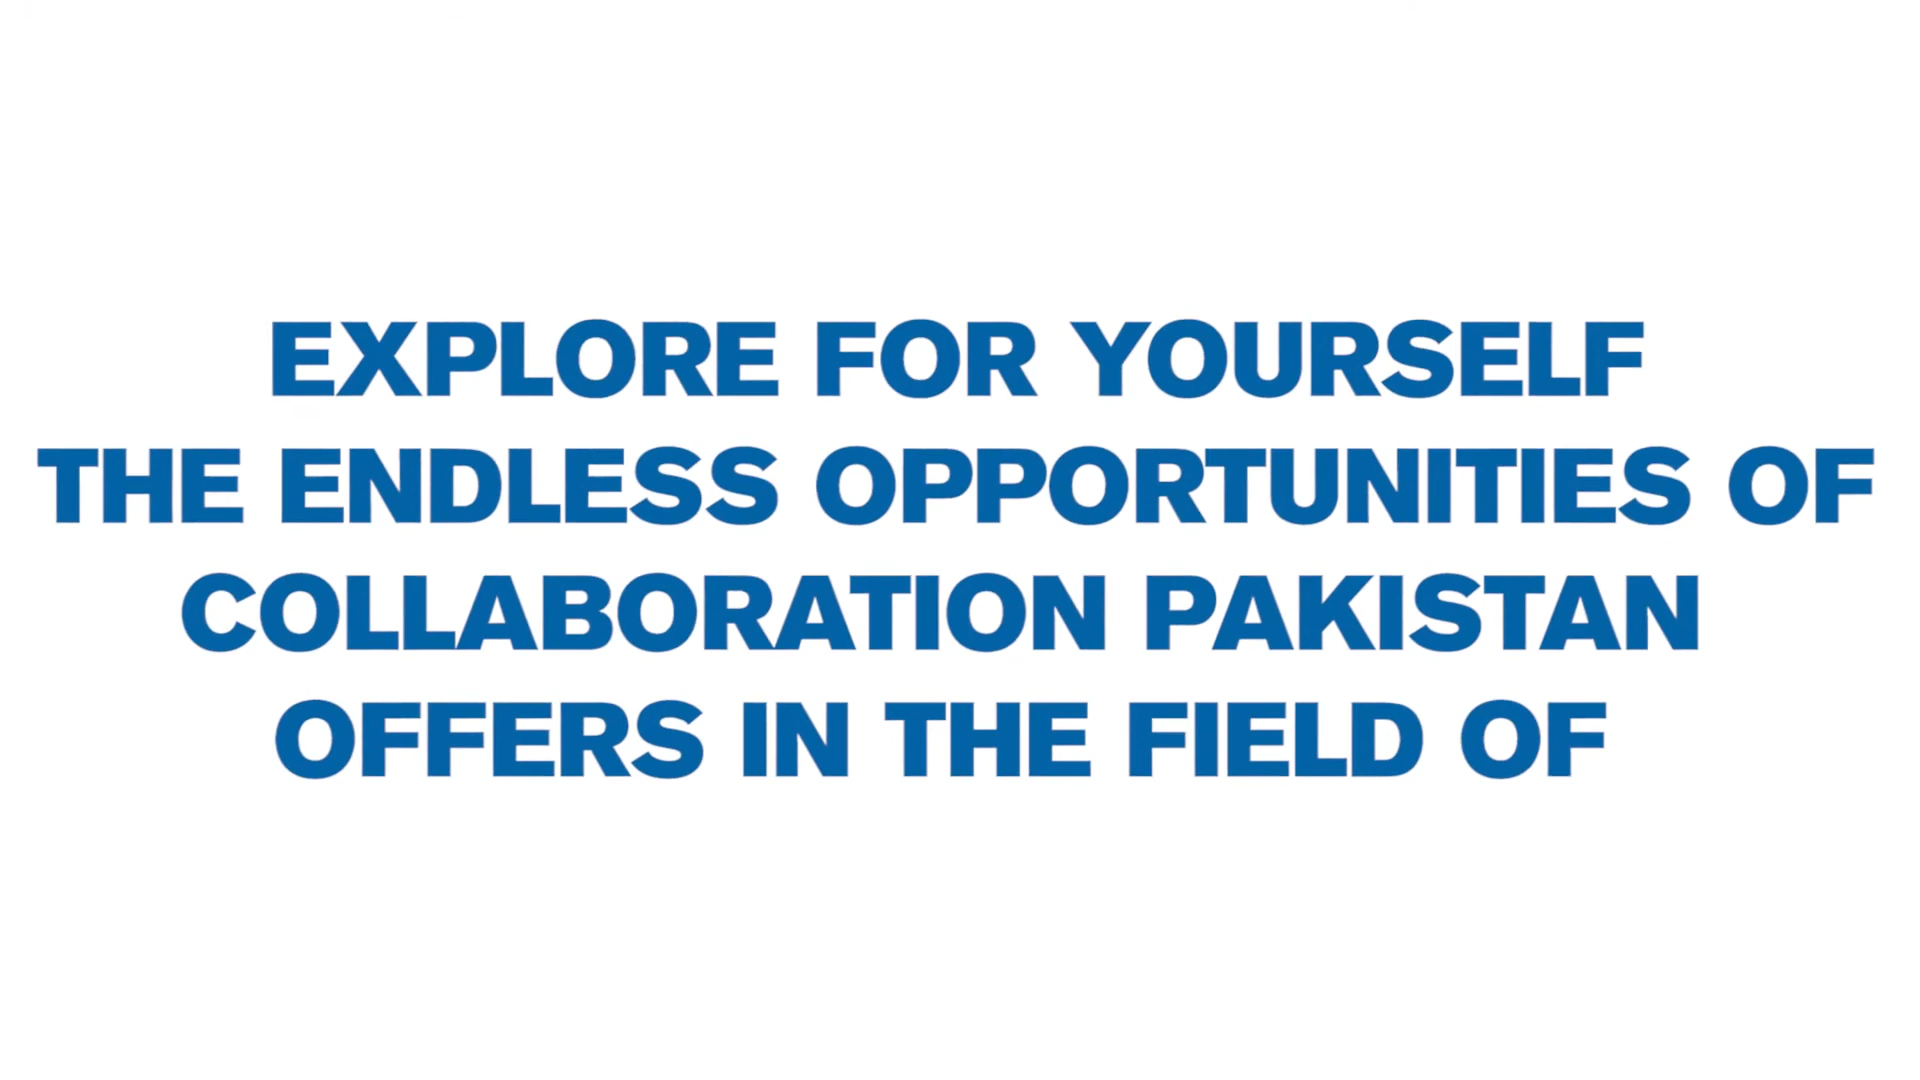 EXPLORE FOR YOURSELF
THE ENDLESS OPPORTUNITIES OF
COLLABORATION PAKISTAN
OFFERS IN THE FIELD OF